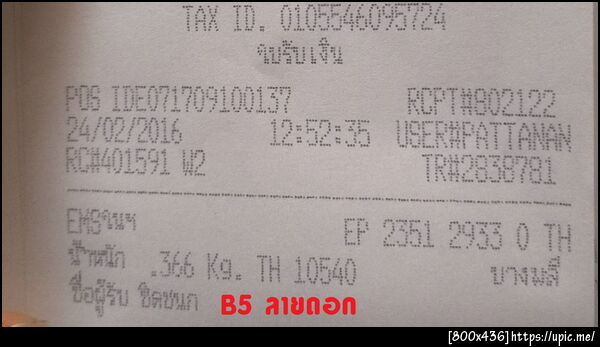 TAX ID. 0105546095724
ใบรับเงิน
POS IDE071709100137 RCPT#802122
24/02/2016 12:52:35 USER#PATTANAN
RC#401591 W2 TR#2838781
EMSในฯ EP 2351 2933 0 TH
น้ำหนัก .366 Kg. TH 10540 บางพลี
ชื่อผู้รับ ชิดชนก
B5 ลายดอก
[800x436]https://upic.me/